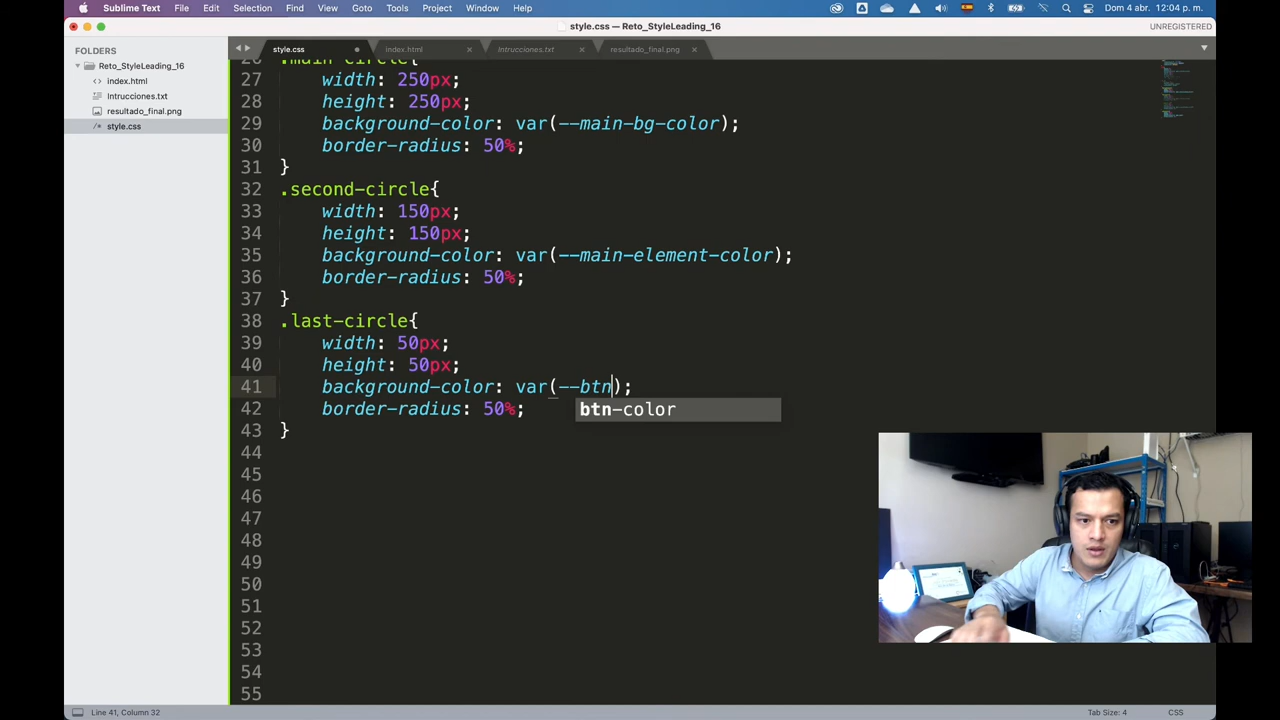 Sublime Text File Edit Selection Find View Goto Tools Project Window Help Dom 4 abr. 12:04 p. m.
style.css — Reto_StyleLeading_16
UNREGISTERED
FOLDERS
Reto_StyleLeading_16
index.html
Intrucciones.txt
resultado_final.png
style.css
style.css index.html Intrucciones.txt resultado_final.png
26 .main-circle{
27 width: 250px;
28 height: 250px;
29 background-color: var(--main-bg-color);
30 border-radius: 50%;
31 }
32 .second-circle{
33 width: 150px;
34 height: 150px;
35 background-color: var(--main-element-color);
36 border-radius: 50%;
37 }
38 .last-circle{
39 width: 50px;
40 height: 50px;
41 background-color: var(--btn);
42 border-radius: 50%;
btn-color
43 }
44
45
46
47
48
49
50
51
52
53
54
55
Line 41, Column 32
Tab Size: 4
CSS